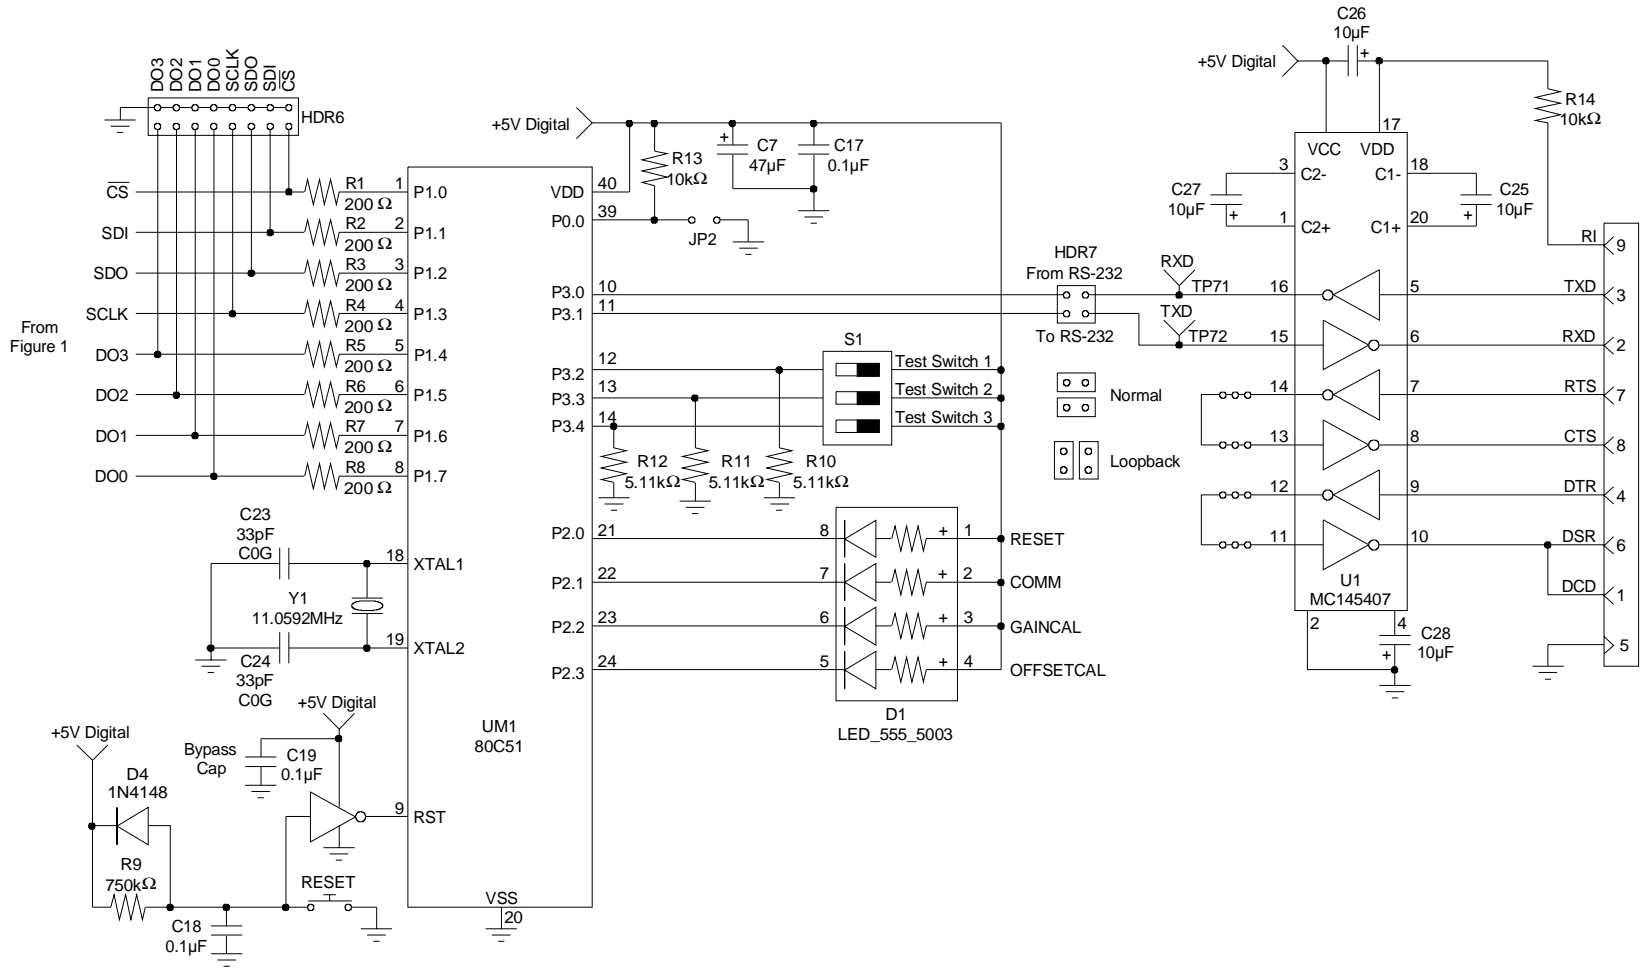 DO3
DO2
DO1
DO0
SCLK
SDO
SDI
CS
HDR6
From
Figure 1
CS
SDI
SDO
SCLK
DO3
DO2
DO1
DO0
R1
200 Ω
R2
200 Ω
R3
200 Ω
R4
200 Ω
R5
200 Ω
R6
200 Ω
R7
200 Ω
R8
200 Ω
1 P1.0
2 P1.1
3 P1.2
4 P1.3
5 P1.4
6 P1.5
7 P1.6
8 P1.7
C23
33pF
C0G
18 XTAL1
Y1
11.0592MHz
19 XTAL2
C24
33pF
C0G
+5V Digital
+5V Digital
Bypass
Cap
C19
0.1µF
D4
1N4148
9 RST
R9
750kΩ
RESET
C18
0.1µF
UM1
80C51
VSS
20
+5V Digital
VDD 40
P0.0 39
R13
10kΩ
JP2
C7
+
47µF
C17
0.1µF
P3.0 10
P3.1 11
P3.2 12
P3.3 13
P3.4 14
S1
Test Switch 1
Test Switch 2
Test Switch 3
R12
5.11kΩ
R11
5.11kΩ
R10
5.11kΩ
P2.0 21
8 + 1 RESET
P2.1 22
7 + 2 COMM
P2.2 23
6 + 3 GAINCAL
P2.3 24
5 + 4 OFFSETCAL
D1
LED_555_5003
HDR7
From RS-232
To RS-232
RXD
TP71
TXD
TP72
Normal
Loopback
C26
10µF
+
+5V Digital
R14
10kΩ
17
VCC VDD
3 C2-
C1- 18
C27
10µF
+
C25
10µF
+
1 C2+
C1+ 20
16 5
15 6
14 7
13 8
12 9
11 10
U1
MC145407
2
4
C28
10µF
+
RI 9
TXD 3
RXD 2
RTS 7
CTS 8
DTR 4
DSR 6
DCD 1
5